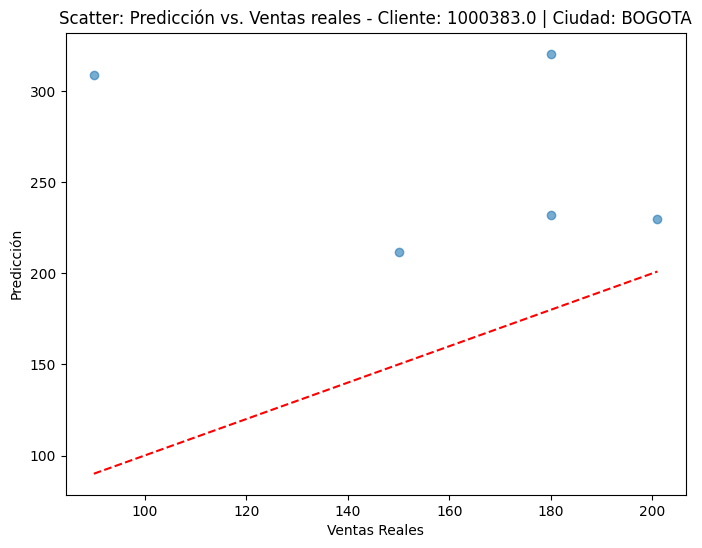 Scatter: Predicción vs. Ventas reales - Cliente: 1000383.0 | Ciudad: BOGOTA
300
250
200
150
100
Predicción
100 120 140 160 180 200
Ventas Reales